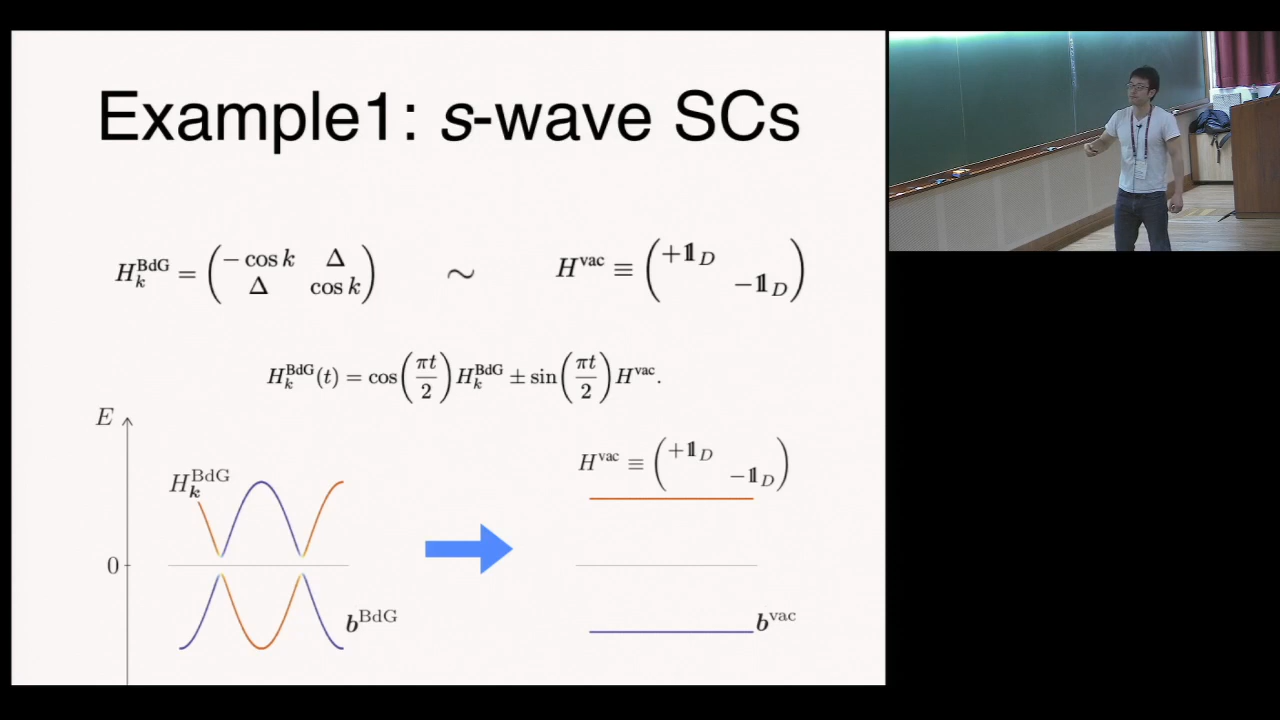 Example1: s-wave SCs
H_k^BdG = ( −cos k Δ ; Δ cos k ) ∼ H^vac ≡ ( +𝟙_D ; −𝟙_D )
H_k^BdG(t) = cos(πt/2) H_k^BdG ± sin(πt/2) H^vac.
E
H_k^BdG
H^vac ≡ ( +𝟙_D ; −𝟙_D )
0
b^BdG
b^vac